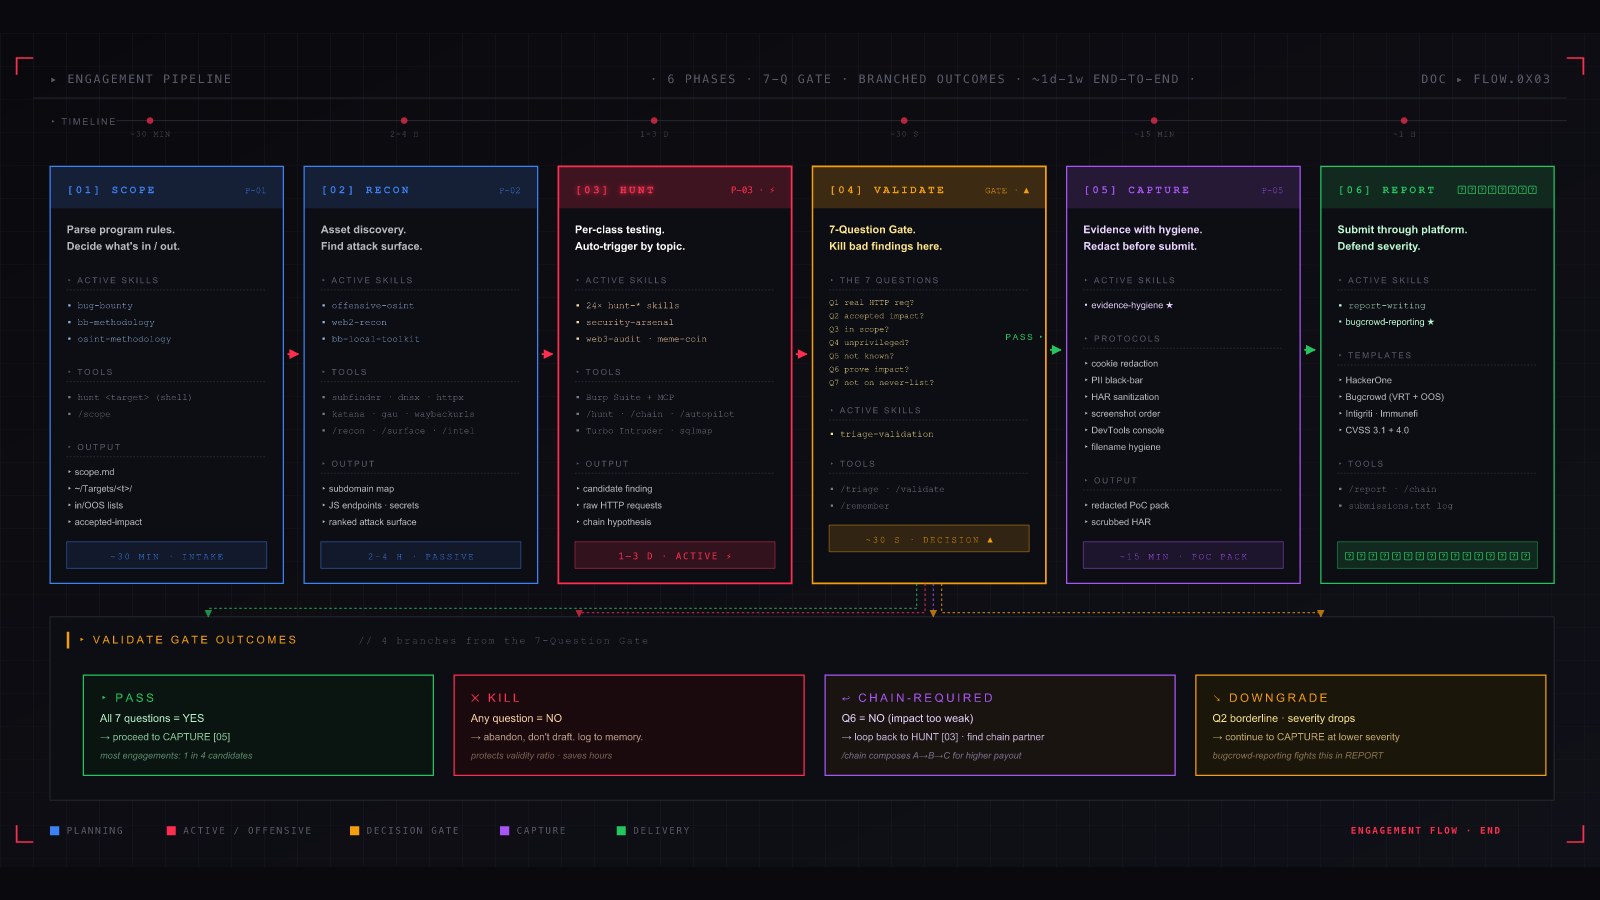 ▸ ENGAGEMENT PIPELINE
· 6 PHASES · 7-Q GATE · BRANCHED OUTCOMES · ~1d-1w END-TO-END ·
DOC ▸ FLOW.0X03
· TIMELINE
~30 MIN
2-4 H
1-3 D
~30 S
~15 MIN
~1 H
[01] SCOPE
P-01
Parse program rules.
Decide what's in / out.
· ACTIVE SKILLS
• bug-bounty
• bb-methodology
• osint-methodology
· TOOLS
• hunt <target> (shell)
• /scope
· OUTPUT
‣ scope.md
‣ ~/Targets/<t>/
‣ in/OOS lists
‣ accepted-impact
~30 MIN · INTAKE
[02] RECON
P-02
Asset discovery.
Find attack surface.
· ACTIVE SKILLS
• offensive-osint
• web2-recon
• bb-local-toolkit
· TOOLS
• subfinder · dnsx · httpx
• katana · gau · waybackurls
• /recon · /surface · /intel
· OUTPUT
‣ subdomain map
‣ JS endpoints · secrets
‣ ranked attack surface
2-4 H · PASSIVE
[03] HUNT
P-03 · ⚡
Per-class testing.
Auto-trigger by topic.
· ACTIVE SKILLS
• 24× hunt-* skills
• security-arsenal
• web3-audit · meme-coin
· TOOLS
• Burp Suite + MCP
• /hunt · /chain · /autopilot
• Turbo Intruder · sqlmap
· OUTPUT
‣ candidate finding
‣ raw HTTP requests
‣ chain hypothesis
1-3 D · ACTIVE ⚡
[04] VALIDATE
GATE · ▲
7-Question Gate.
Kill bad findings here.
· THE 7 QUESTIONS
Q1 real HTTP req?
Q2 accepted impact?
Q3 in scope?
Q4 unprivileged?
Q5 not known?
Q6 prove impact?
Q7 not on never-list?
PASS ·
· ACTIVE SKILLS
• triage-validation
· TOOLS
• /triage · /validate
• /remember
~30 S · DECISION ▲
[05] CAPTURE
P-05
Evidence with hygiene.
Redact before submit.
· ACTIVE SKILLS
• evidence-hygiene ★
· PROTOCOLS
‣ cookie redaction
‣ PII black-bar
‣ HAR sanitization
‣ screenshot order
‣ DevTools console
‣ filename hygiene
· OUTPUT
‣ redacted PoC pack
‣ scrubbed HAR
~15 MIN · POC PACK
[06] REPORT
Submit through platform.
Defend severity.
· ACTIVE SKILLS
• report-writing
• bugcrowd-reporting ★
· TEMPLATES
‣ HackerOne
‣ Bugcrowd (VRT + OOS)
‣ Intigriti · Immunefi
‣ CVSS 3.1 + 4.0
· TOOLS
• /report · /chain
• submissions.txt log
‣ VALIDATE GATE OUTCOMES
// 4 branches from the 7-Question Gate
‣ PASS
All 7 questions = YES
→ proceed to CAPTURE [05]
most engagements: 1 in 4 candidates
✕ KILL
Any question = NO
→ abandon, don't draft. log to memory.
protects validity ratio · saves hours
↩ CHAIN-REQUIRED
Q6 = NO (impact too weak)
→ loop back to HUNT [03] · find chain partner
/chain composes A→B→C for higher payout
↘ DOWNGRADE
Q2 borderline · severity drops
→ continue to CAPTURE at lower severity
bugcrowd-reporting fights this in REPORT
PLANNING
ACTIVE / OFFENSIVE
DECISION GATE
CAPTURE
DELIVERY
ENGAGEMENT FLOW · END